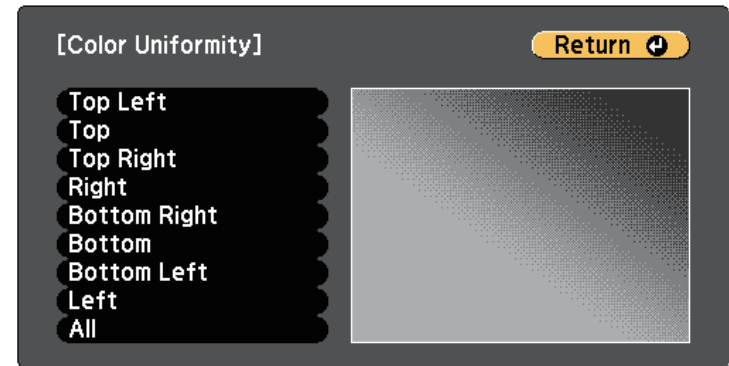 [Color Uniformity]
Return
Top Left
Top
Top Right
Right
Bottom Right
Bottom
Bottom Left
Left
All